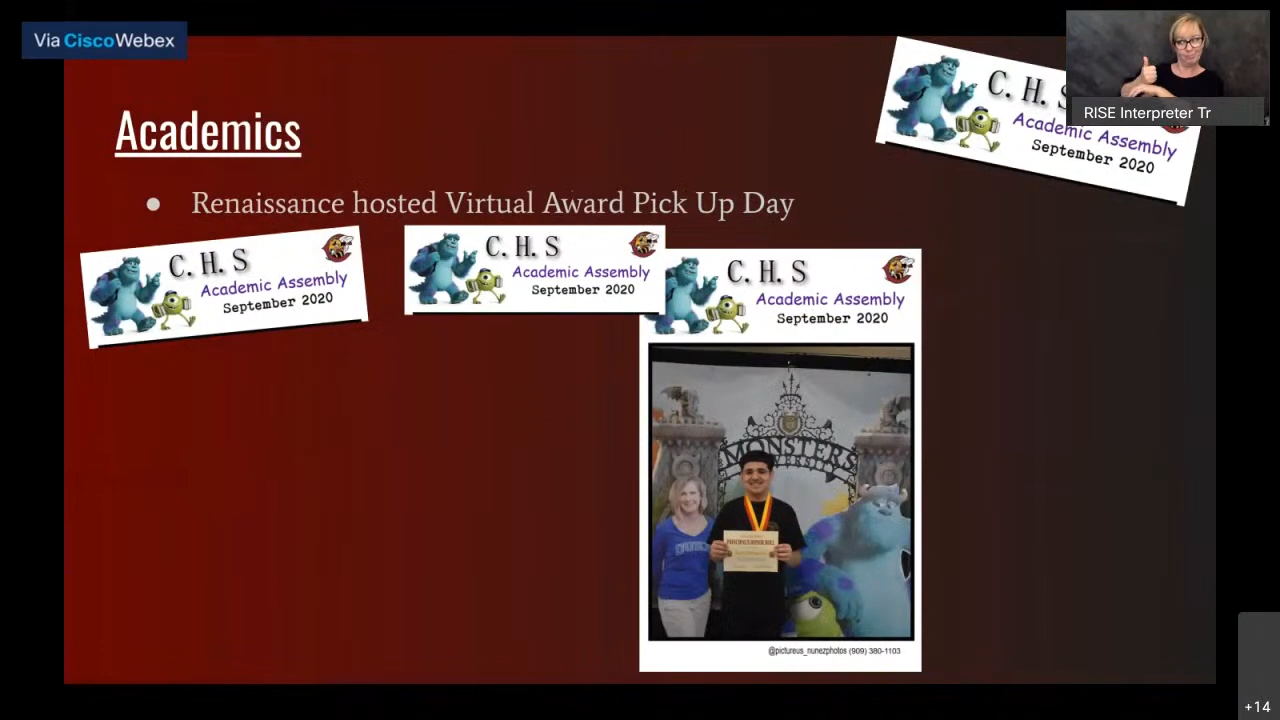 Via CiscoWebex
RISE Interpreter Tr
Academics
C. H. S
Academic Assembly
September 2020
● Renaissance hosted Virtual Award Pick Up Day
C. H. S
Academic Assembly
September 2020
C. H. S
Academic Assembly
September 2020
C. H. S
Academic Assembly
September 2020
MONSTERS
@pictureus_nunezphotos (909) 380-1103
+14